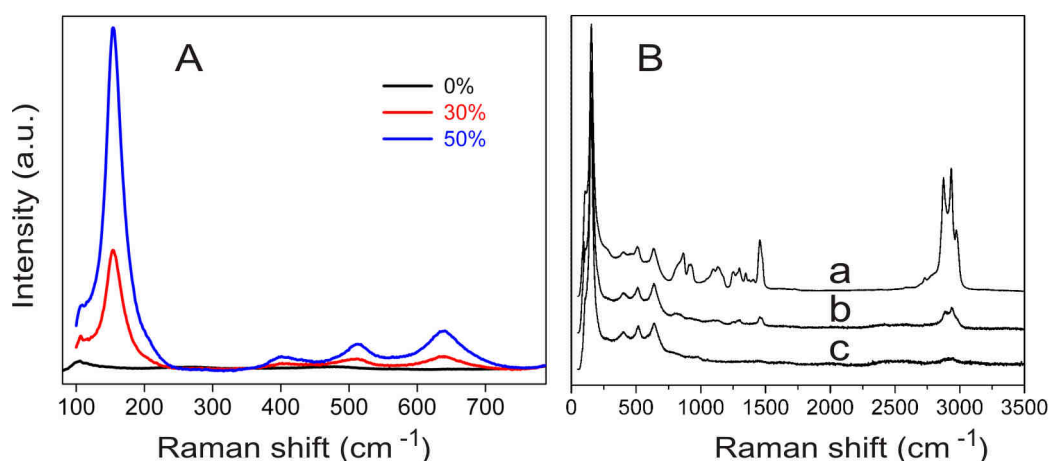 A
0%
30%
50%
Intensity (a.u.)
100 200 300 400 500 600 700
Raman shift (cm -1)
B
a
b
c
0 500 1000 1500 2000 2500 3000 3500
Raman shift (cm -1)